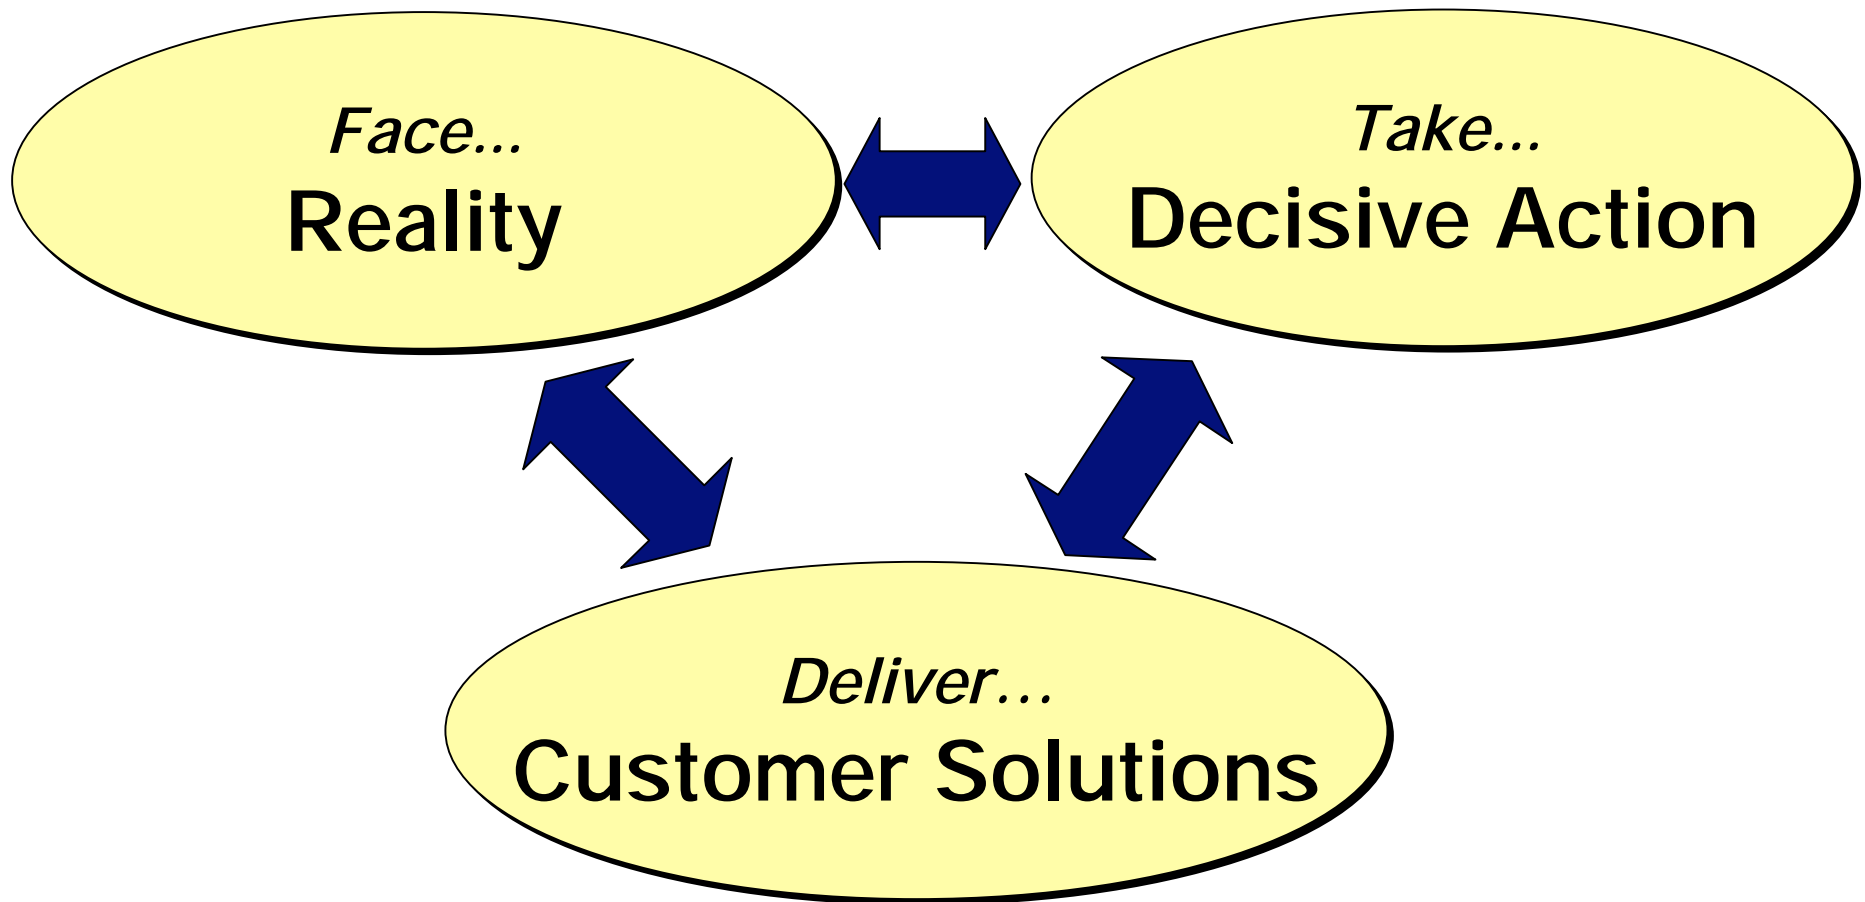 Face...
Reality
Take...
Decisive Action
Deliver…
Customer Solutions